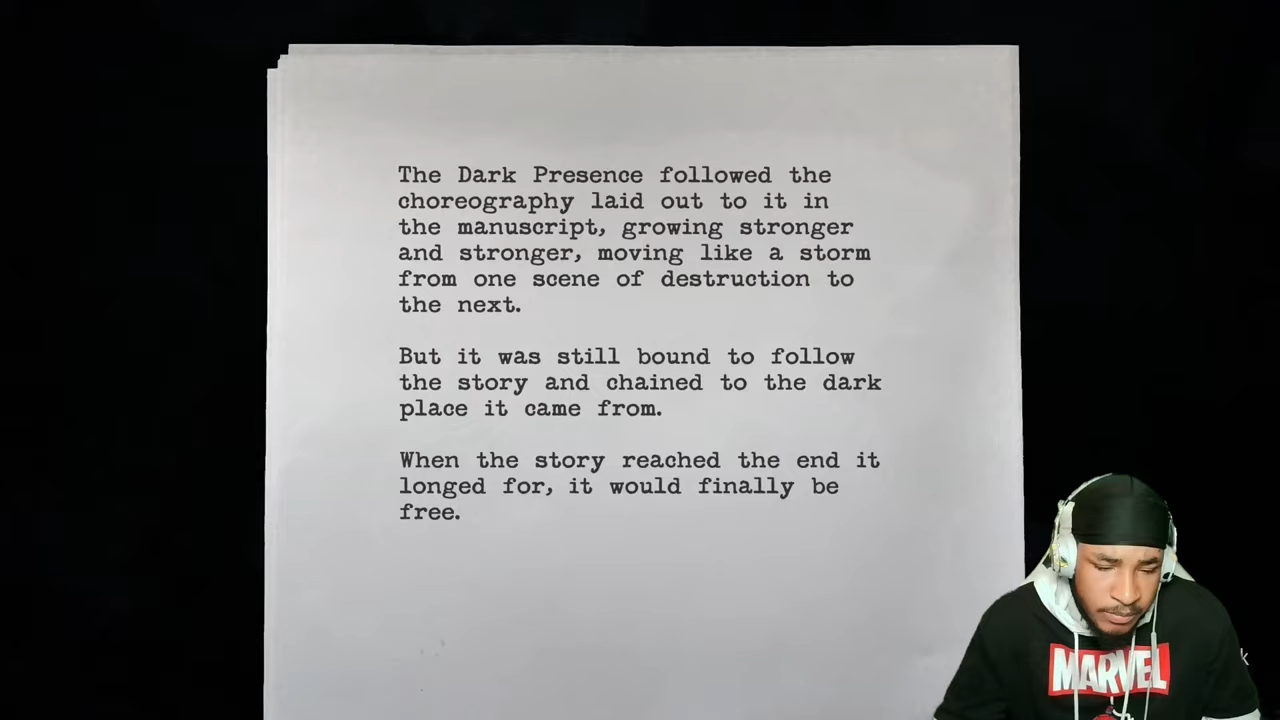 The Dark Presence followed the
choreography laid out to it in
the manuscript, growing stronger
and stronger, moving like a storm
from one scene of destruction to
the next.
But it was still bound to follow
the story and chained to the dark
place it came from.
When the story reached the end it
longed for, it would finally be
free.
MARVEL